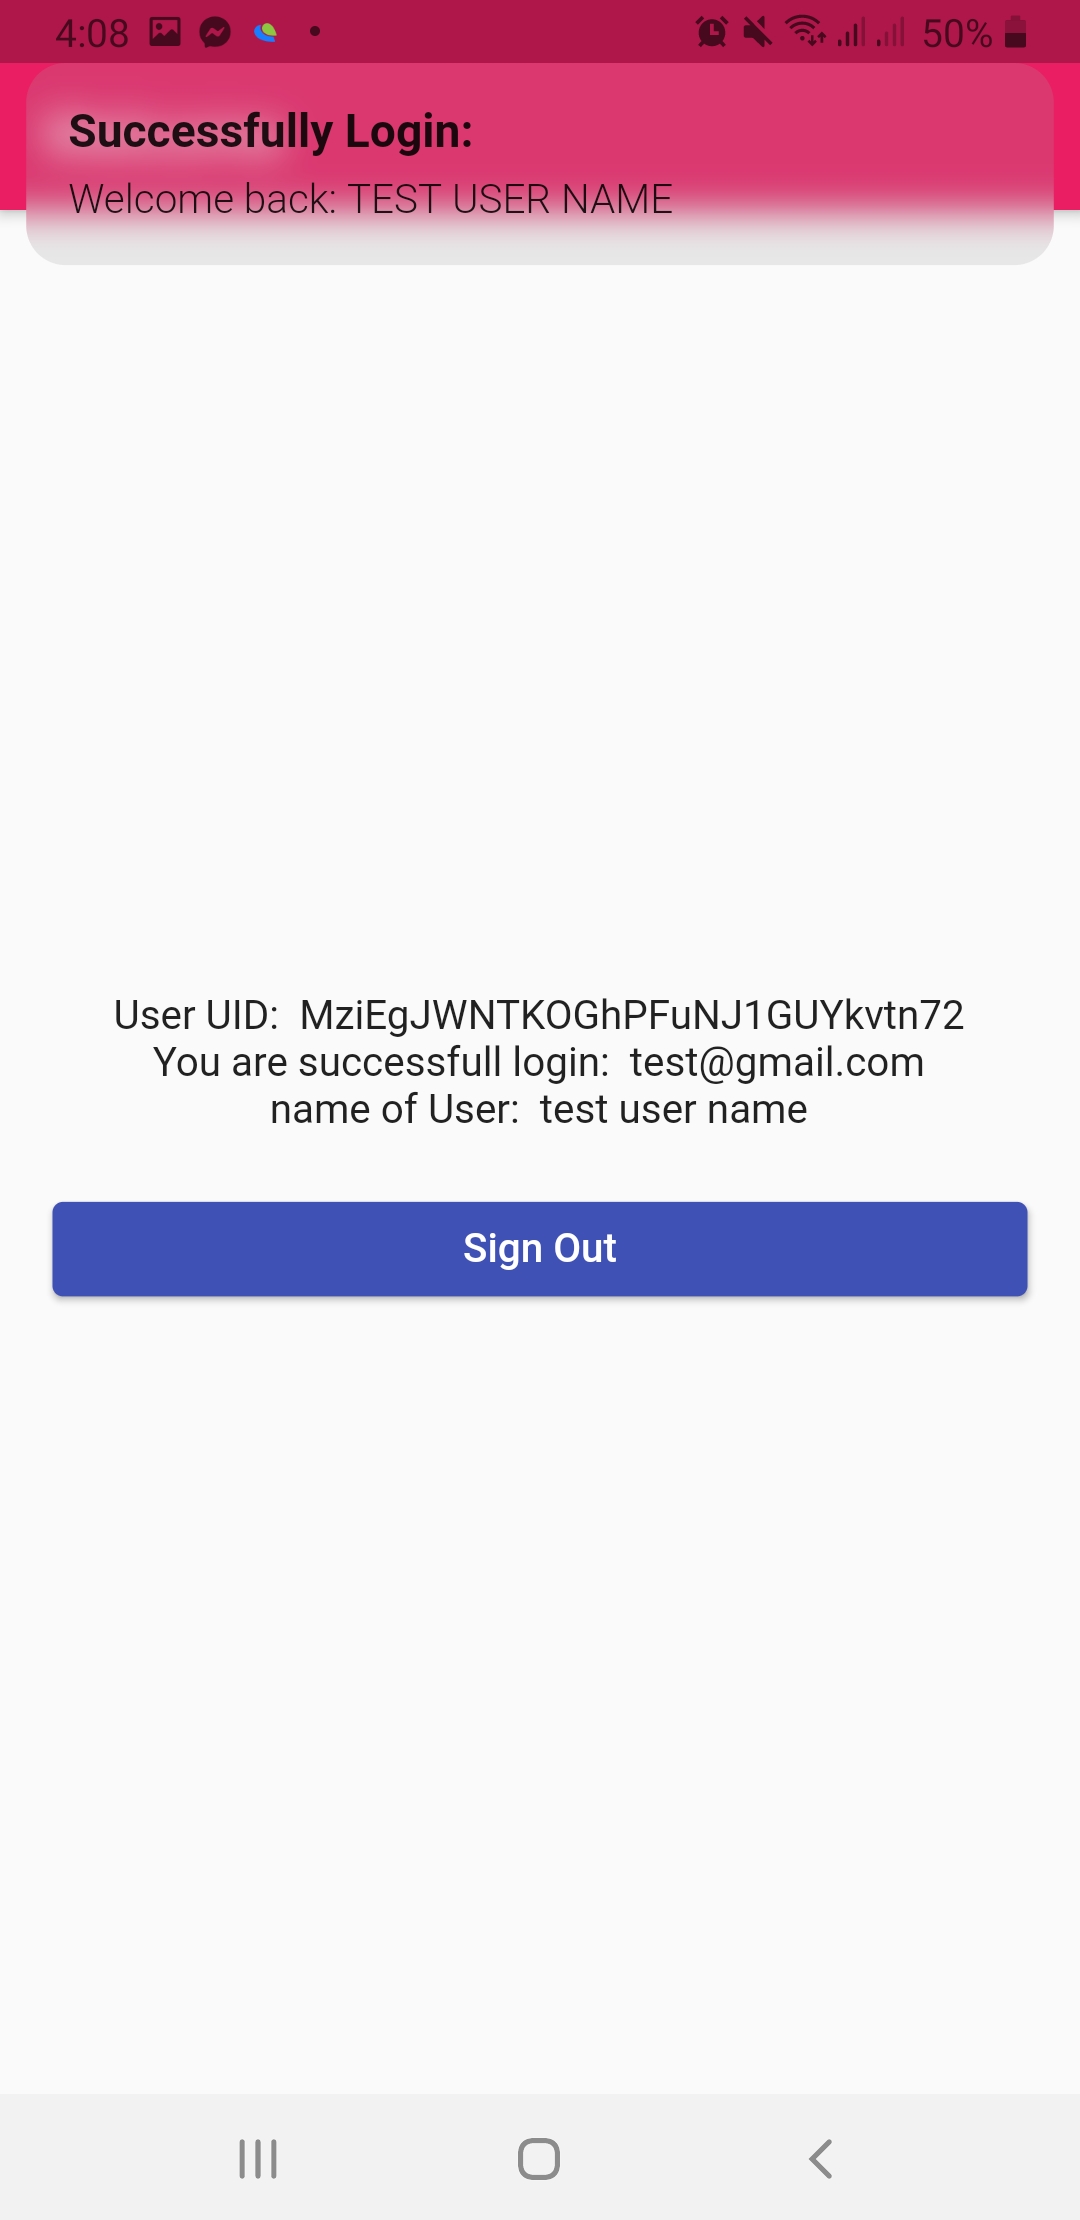 4:08 50%
Successfully Login:
Welcome back: TEST USER NAME
User UID: MziEgJWNTKOGhPFuNJ1GUYkvtn72
You are successfull login: test@gmail.com
name of User: test user name
Sign Out